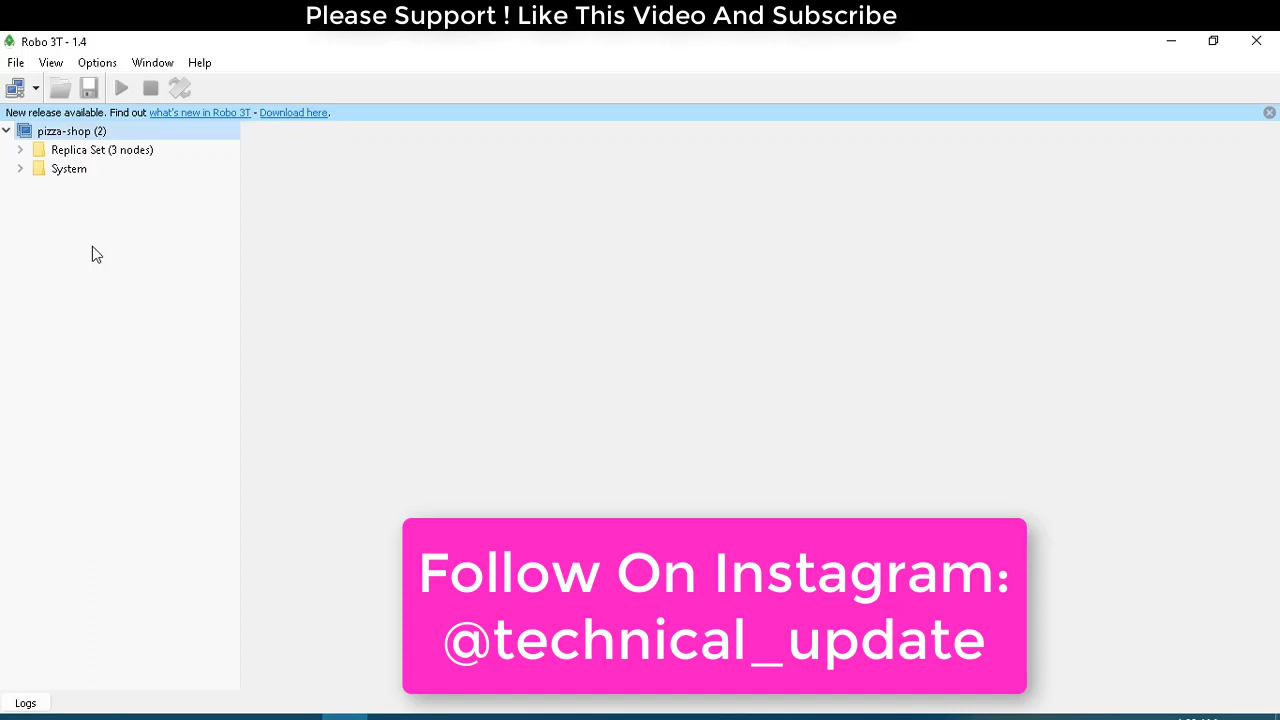 Please Support ! Like This Video And Subscribe
Robo 3T - 1.4
File View Options Window Help
New release available. Find out what's new in Robo 3T - Download here.
pizza-shop (2)
Replica Set (3 nodes)
System
Follow On Instagram:
@technical_update
Logs